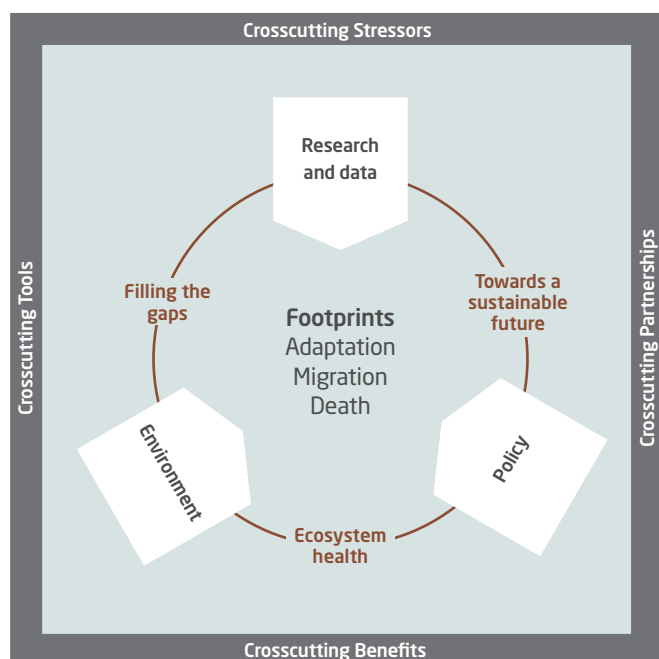 Crosscutting Stressors
Research
and data
Crosscutting Tools
Filling the
gaps
Towards a
sustainable
future
Crosscutting Partnerships
Footprints
Adaptation
Migration
Death
Environment
Policy
Ecosystem
health
Crosscutting Benefits